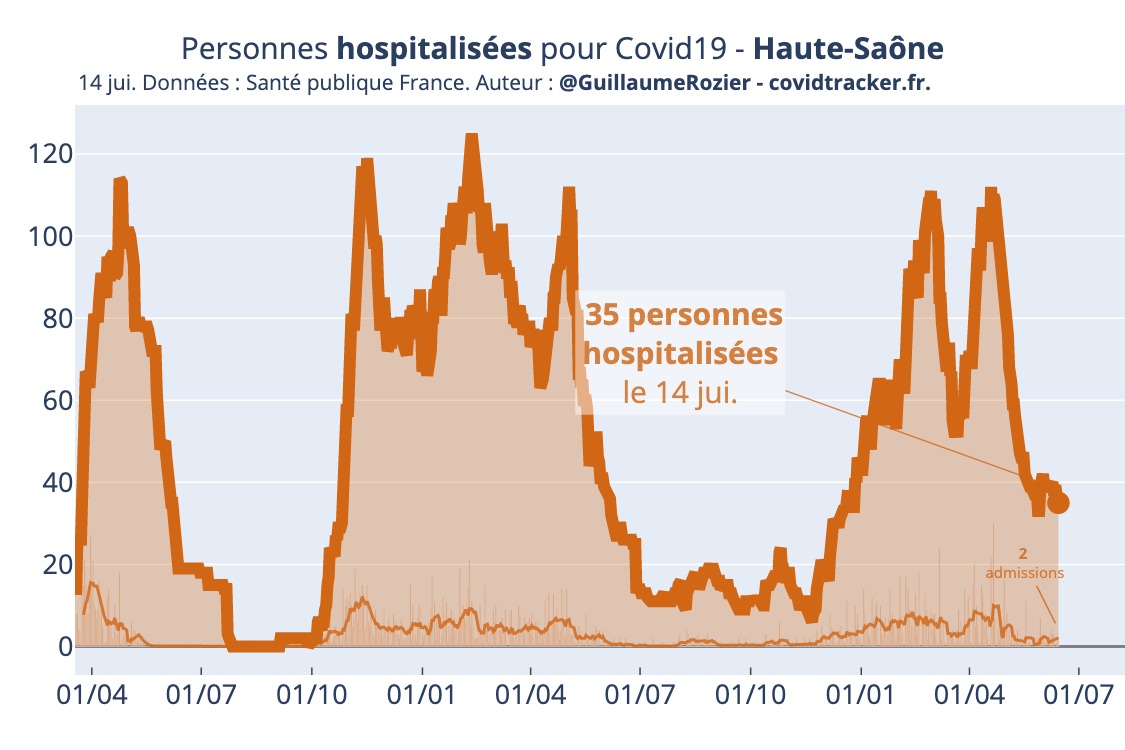 Personnes hospitalisées pour Covid19 - Haute-Saône
14 jui. Données : Santé publique France. Auteur : @GuillaumeRozier - covidtracker.fr.
120
100
80
60
40
20
0
35 personnes
hospitalisées
le 14 jui.
2
admissions
01/04 01/07 01/10 01/01 01/04 01/07 01/10 01/01 01/04 01/07